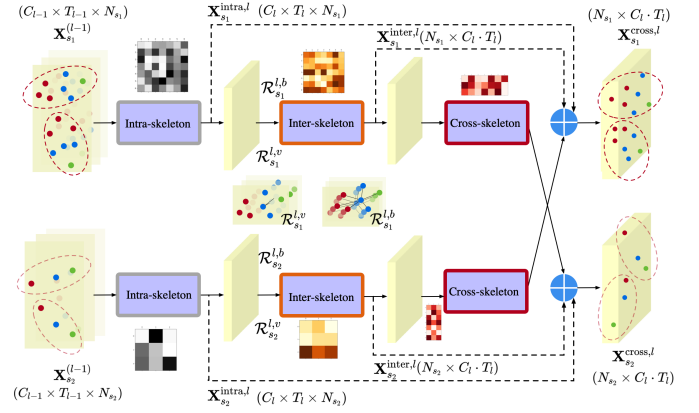 (C_{l-1} × T_{l-1} × N_{s_1})
X_{s_1}^{(l-1)}
X_{s_1}^{intra,l} (C_l × T_l × N_{s_1})
X_{s_1}^{inter,l} (N_{s_1} × C_l · T_l)
(N_{s_1} × C_l · T_l)
X_{s_1}^{cross,l}
R_{s_1}^{l,b}
Intra-skeleton
Inter-skeleton
Cross-skeleton
R_{s_1}^{l,v}
R_{s_1}^{l,v}
R_{s_1}^{l,b}
R_{s_2}^{l,b}
Intra-skeleton
Inter-skeleton
Cross-skeleton
R_{s_2}^{l,v}
X_{s_2}^{(l-1)}
(C_{l-1} × T_{l-1} × N_{s_2})
X_{s_2}^{inter,l} (N_{s_2} × C_l · T_l)
X_{s_2}^{cross,l}
(N_{s_2} × C_l · T_l)
X_{s_2}^{intra,l} (C_l × T_l × N_{s_2})